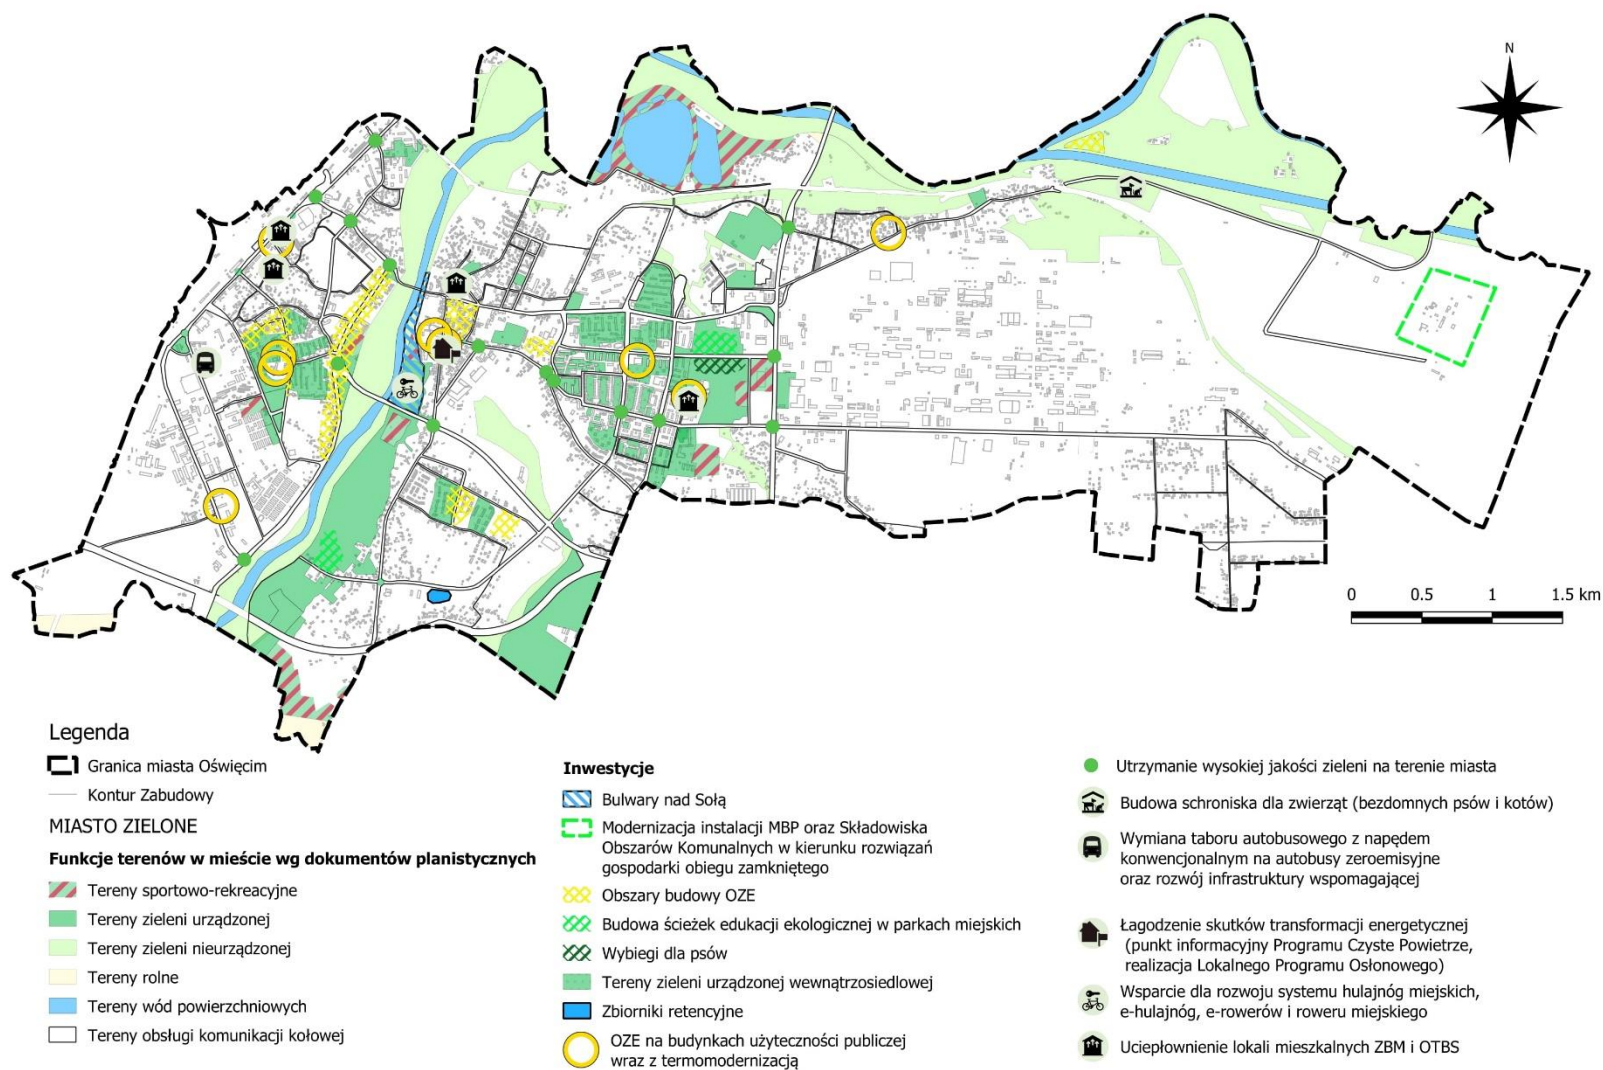 N
0 0.5 1 1.5 km
Legenda
Granica miasta Oświęcim
Kontur Zabudowy
MIASTO ZIELONE
Funkcje terenów w mieście wg dokumentów planistycznych
Tereny sportowo-rekreacyjne
Tereny zieleni urządzonej
Tereny zieleni nieurządzonej
Tereny rolne
Tereny wód powierzchniowych
Tereny obsługi komunikacji kołowej
Inwestycje
Bulwary nad Sołą
Modernizacja instalacji MBP oraz Składowiska
Obszarów Komunalnych w kierunku rozwiązań
gospodarki obiegu zamkniętego
Obszary budowy OZE
Budowa ścieżek edukacji ekologicznej w parkach miejskich
Wybiegi dla psów
Tereny zieleni urządzonej wewnątrzosiedlowej
Zbiorniki retencyjne
OZE na budynkach użyteczności publiczej
wraz z termomodernizacją
Utrzymanie wysokiej jakości zieleni na terenie miasta
Budowa schroniska dla zwierząt (bezdomnych psów i kotów)
Wymiana taboru autobusowego z napędem
konwencjonalnym na autobusy zeroemisyjne
oraz rozwój infrastruktury wspomagającej
Łagodzenie skutków transformacji energetycznej
(punkt informacyjny Programu Czyste Powietrze,
realizacja Lokalnego Programu Osłonowego)
Wsparcie dla rozwoju systemu hulajnóg miejskich,
e-hulajnóg, e-rowerów i roweru miejskiego
Uciepłownienie lokali mieszkalnych ZBM i OTBS